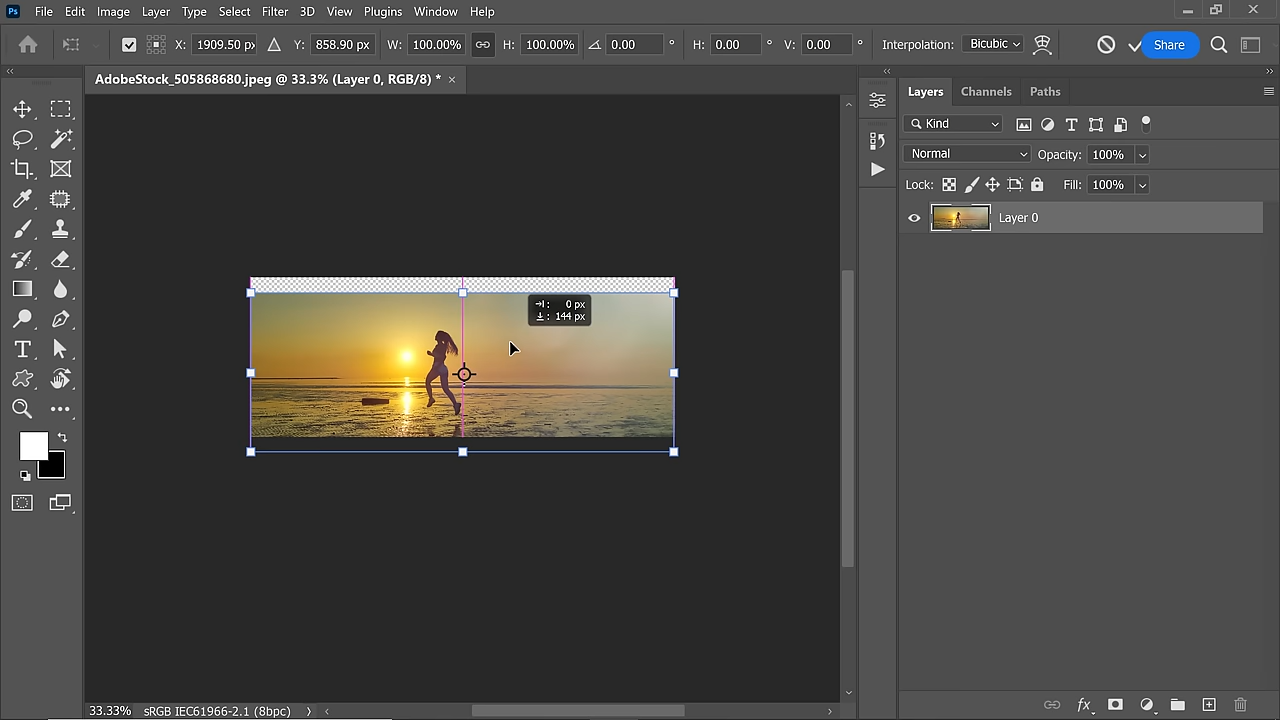 Ps File Edit Image Layer Type Select Filter 3D View Plugins Window Help
X: 1909.50 px Y: 858.90 px W: 100.00% H: 100.00% 0.00 ° H: 0.00 ° V: 0.00 ° Interpolation: Bicubic Share
AdobeStock_505868680.jpeg @ 33.3% (Layer 0, RGB/8) * ×
Layers Channels Paths
Kind
Normal Opacity: 100%
Lock: Fill: 100%
Layer 0
: 0 px
: 144 px
33.33% sRGB IEC61966-2.1 (8bpc)
fx